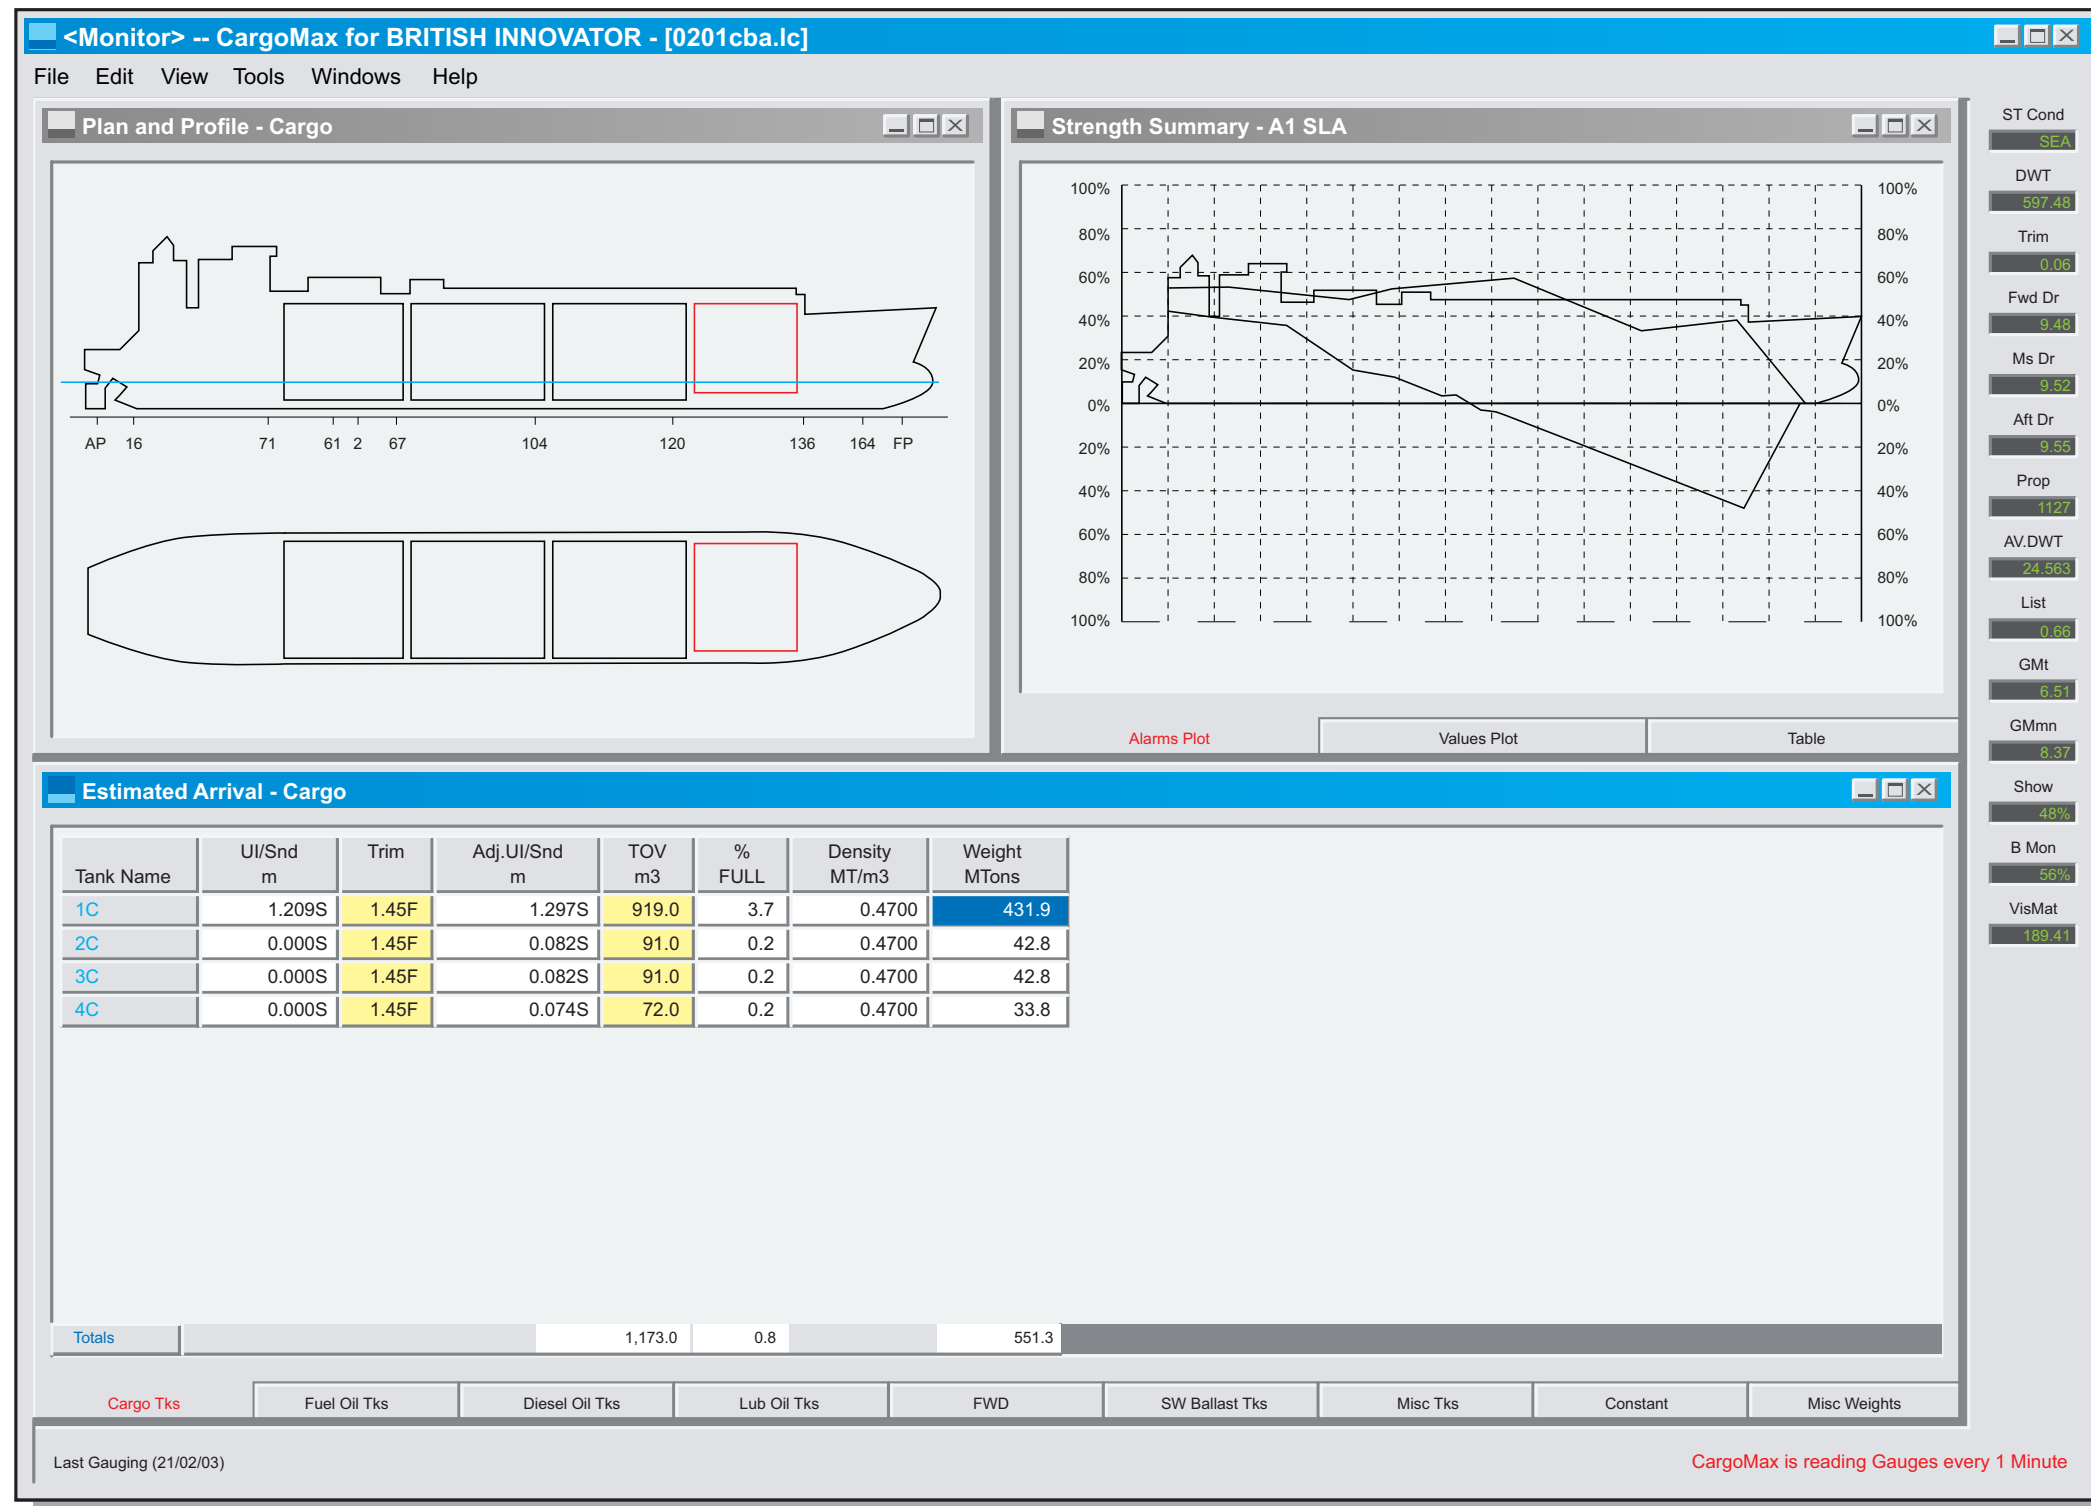 <Monitor> -- CargoMax for BRITISH INNOVATOR - [0201cba.lc]
File Edit View Tools Windows Help
Plan and Profile - Cargo
AP 16 71 61 2 67 104 120 136 164 FP
Strength Summary - A1 SLA
100% 100%
80% 80%
60% 60%
40% 40%
20% 20%
0% 0%
20% 20%
40% 40%
60% 60%
80% 80%
100% 100%
Alarms Plot Values Plot Table
ST Cond
SEA
DWT
597.48
Trim
0.06
Fwd Dr
9.48
Ms Dr
9.52
Aft Dr
9.55
Prop
1127
AV.DWT
24.563
List
0.66
GMt
6.51
GMmn
8.37
Show
48%
B Mon
56%
VisMat
189.41
Estimated Arrival - Cargo
UI/Snd Trim Adj.UI/Snd TOV % Density Weight
Tank Name m m m3 FULL MT/m3 MTons
1C 1.209S 1.45F 1.297S 919.0 3.7 0.4700 431.9
2C 0.000S 1.45F 0.082S 91.0 0.2 0.4700 42.8
3C 0.000S 1.45F 0.082S 91.0 0.2 0.4700 42.8
4C 0.000S 1.45F 0.074S 72.0 0.2 0.4700 33.8
Totals 1,173.0 0.8 551.3
Cargo Tks Fuel Oil Tks Diesel Oil Tks Lub Oil Tks FWD SW Ballast Tks Misc Tks Constant Misc Weights
Last Gauging (21/02/03)
CargoMax is reading Gauges every 1 Minute